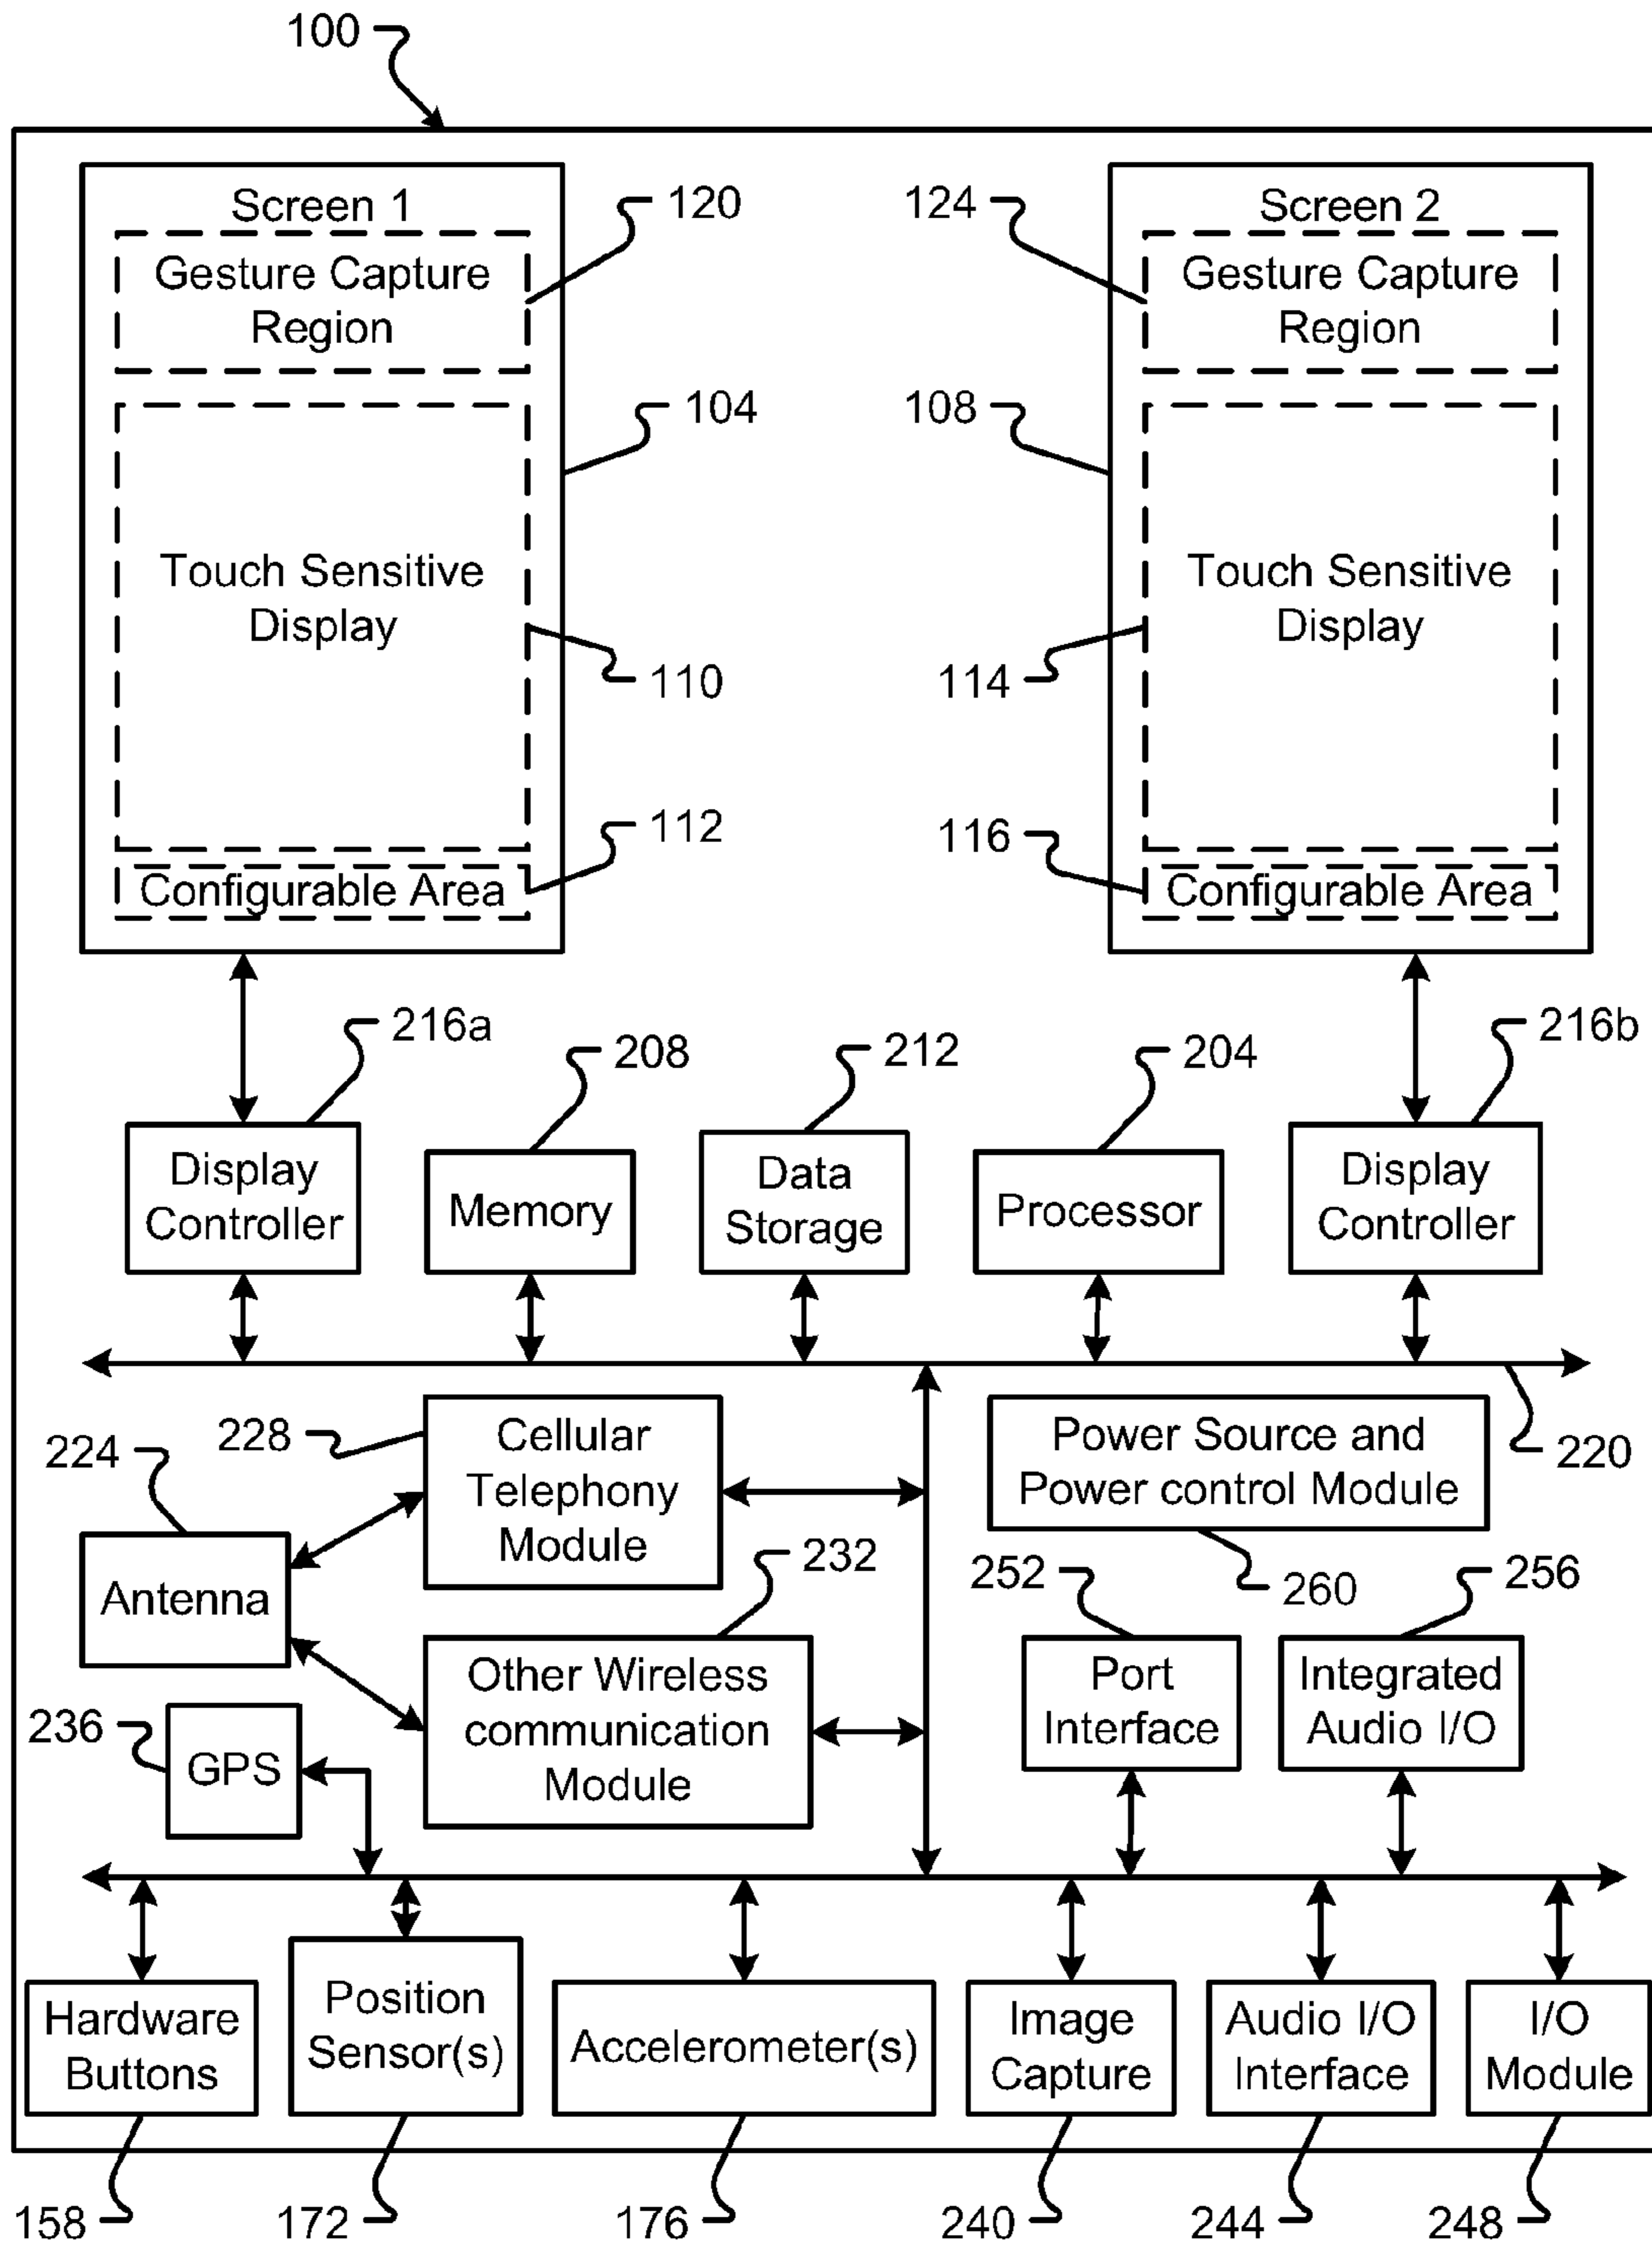 100
Screen 1
Gesture Capture
Region
120
124
Screen 2
Gesture Capture
Region
104
108
Touch Sensitive
Display
Touch Sensitive
Display
110
114
112
116
Configurable Area
Configurable Area
216a
208
212
204
216b
Display
Controller
Memory
Data
Storage
Processor
Display
Controller
228
Cellular
Telephony
Module
Power Source and
Power control Module
220
224
232
252
260
256
Antenna
Other Wireless
communication
Module
Port
Interface
Integrated
Audio I/O
236
GPS
Hardware
Buttons
Position
Sensor(s)
Accelerometer(s)
Image
Capture
Audio I/O
Interface
I/O
Module
158
172
176
240
244
248